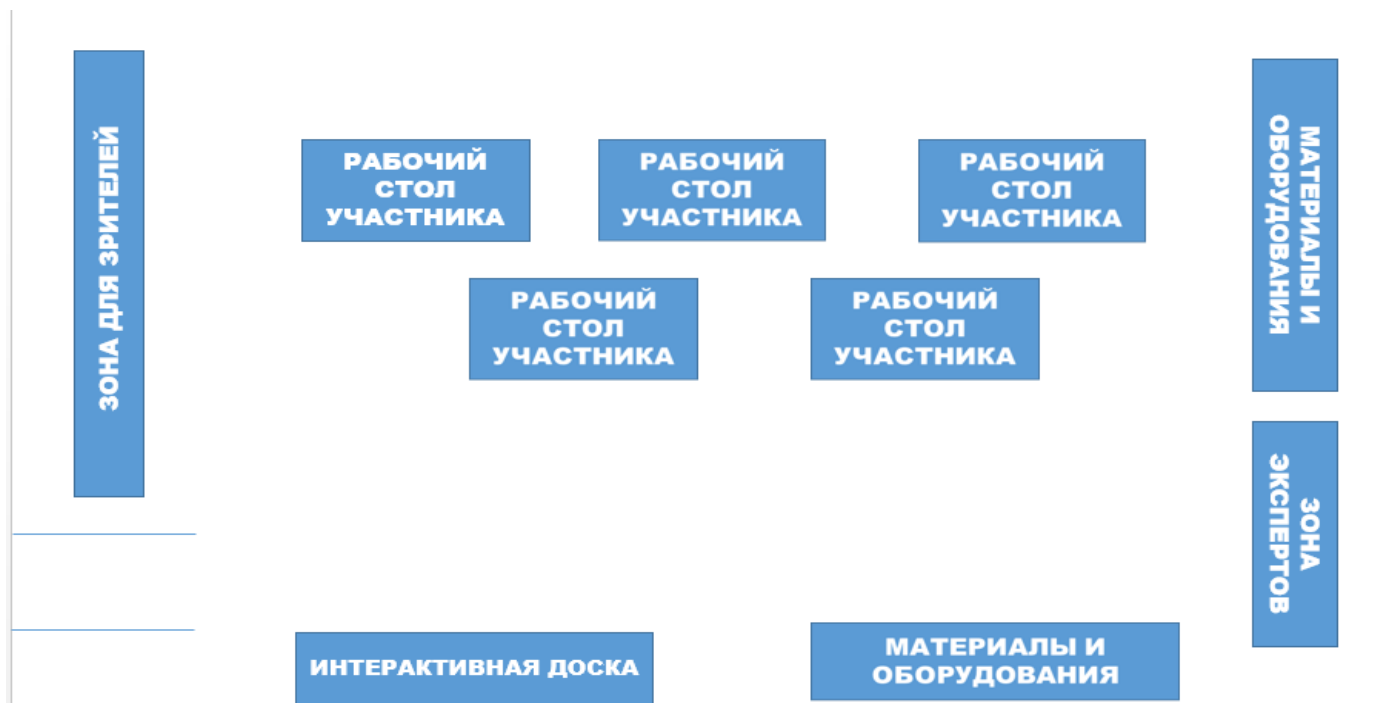 ЗОНА ДЛЯ ЗРИТЕЛЕЙ
РАБОЧИЙ
СТОЛ
УЧАСТНИКА
РАБОЧИЙ
СТОЛ
УЧАСТНИКА
РАБОЧИЙ
СТОЛ
УЧАСТНИКА
МАТЕРИАЛЫ И
ОБОРУДОВАНИЯ
РАБОЧИЙ
СТОЛ
УЧАСТНИКА
РАБОЧИЙ
СТОЛ
УЧАСТНИКА
ЗОНА
ЭКСПЕРТОВ
ИНТЕРАКТИВНАЯ ДОСКА
МАТЕРИАЛЫ И
ОБОРУДОВАНИЯ